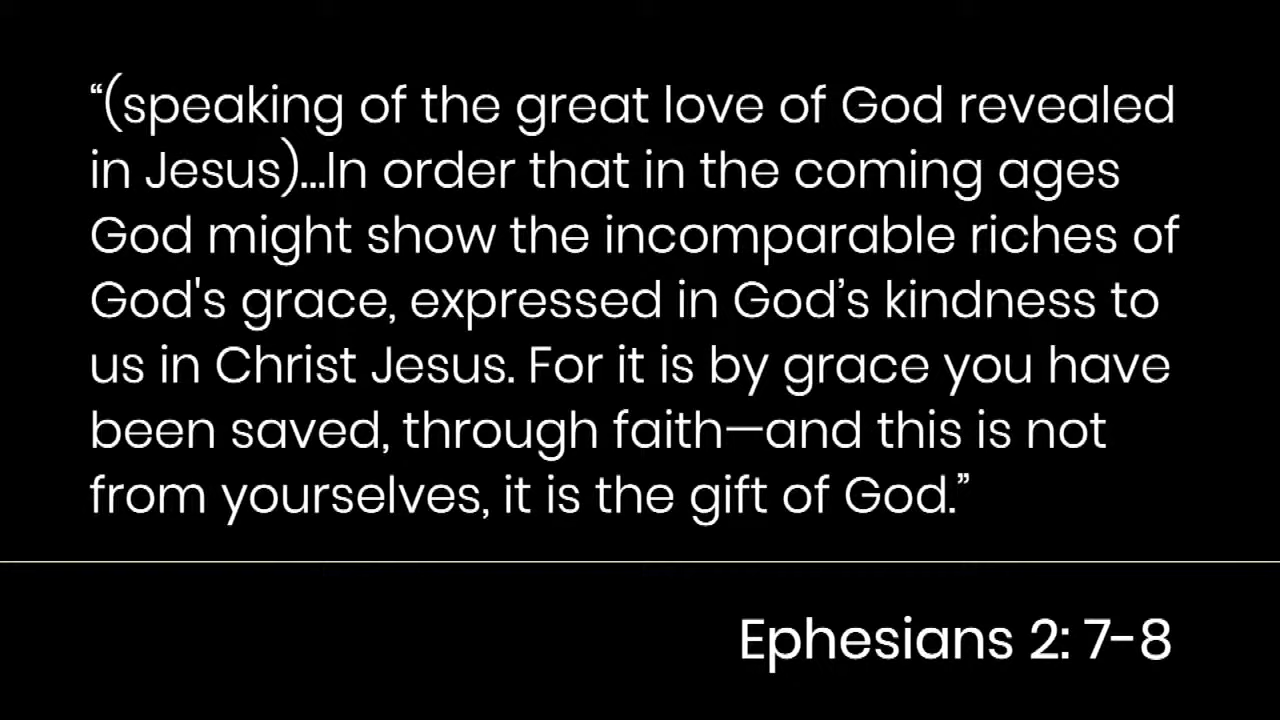 “(speaking of the great love of God revealed
in Jesus)...In order that in the coming ages
God might show the incomparable riches of
God's grace, expressed in God’s kindness to
us in Christ Jesus. For it is by grace you have
been saved, through faith—and this is not
from yourselves, it is the gift of God.”
Ephesians 2: 7-8